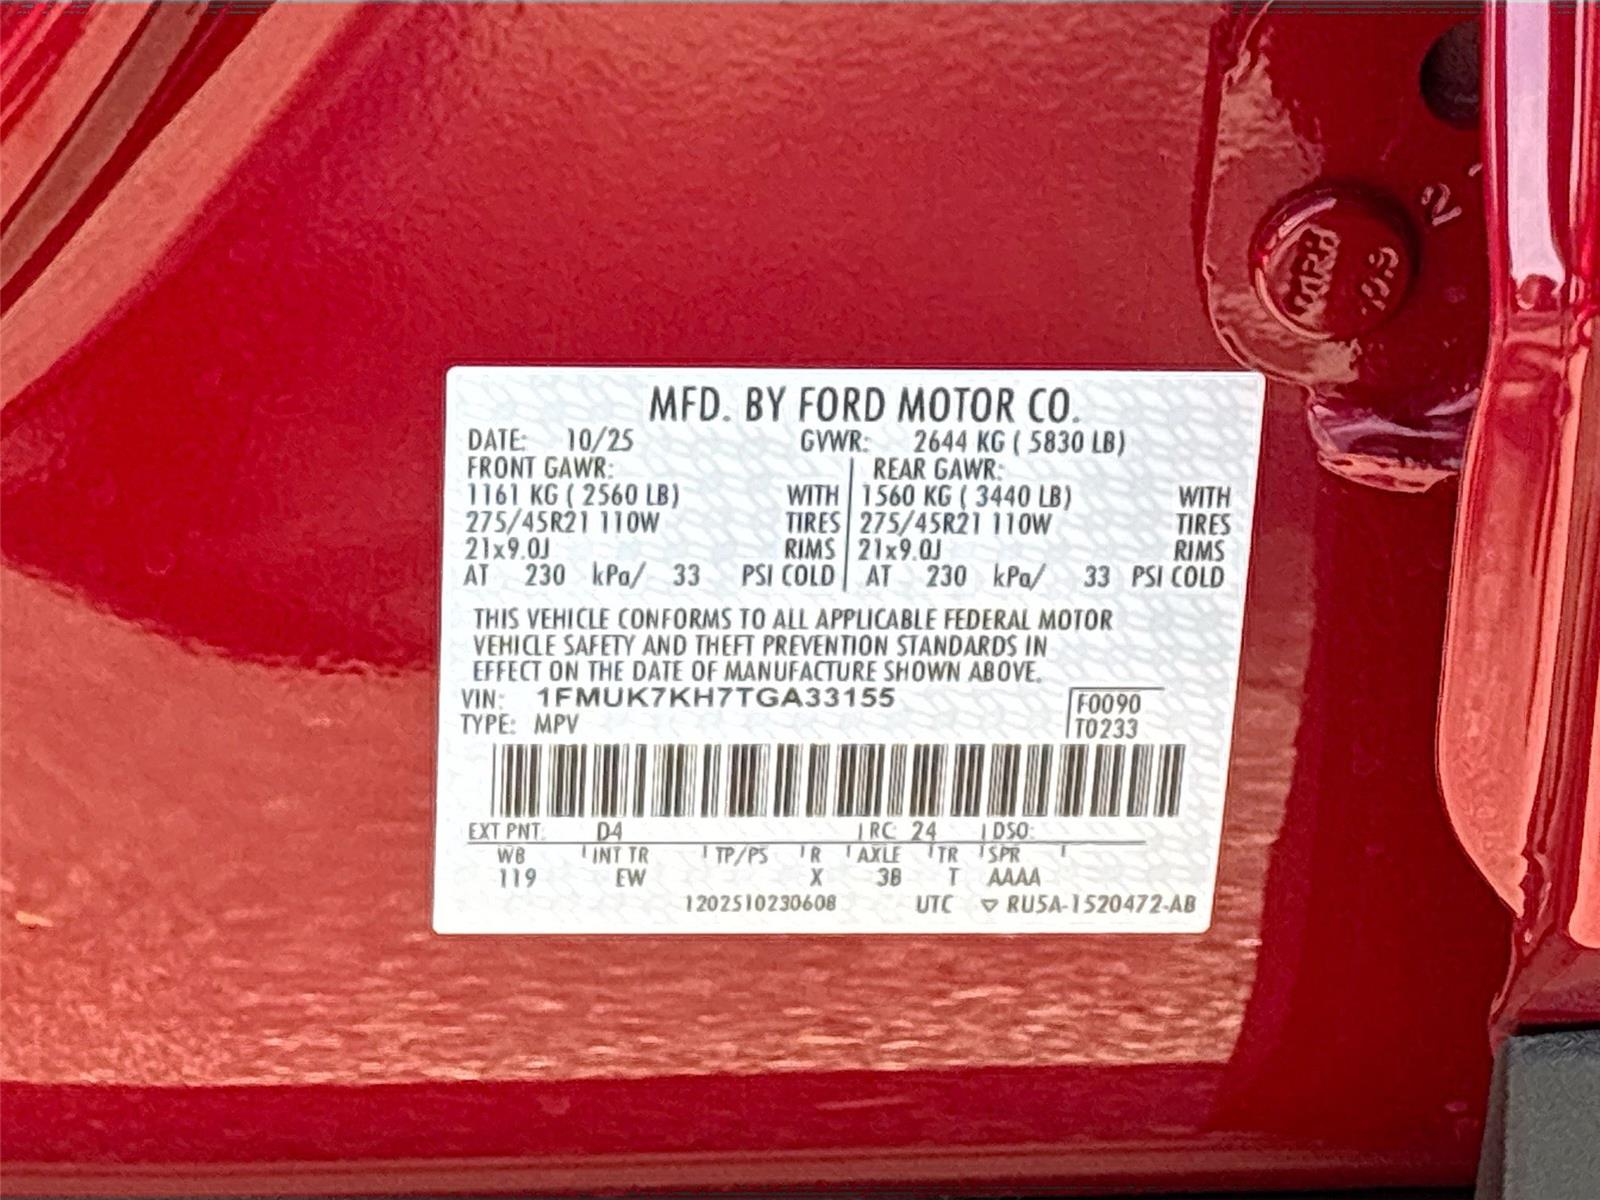 MFD. BY FORD MOTOR CO.
DATE: 10/25 GVWR: 2644 KG ( 5830 LB)
FRONT GAWR: REAR GAWR:
1161 KG ( 2560 LB) WITH 1560 KG ( 3440 LB) WITH
275/45R21 110W TIRES 275/45R21 110W TIRES
21x9.0J RIMS 21x9.0J RIMS
AT 230 kPa/ 33 PSI COLD AT 230 kPa/ 33 PSI COLD
THIS VEHICLE CONFORMS TO ALL APPLICABLE FEDERAL MOTOR
VEHICLE SAFETY AND THEFT PREVENTION STANDARDS IN
EFFECT ON THE DATE OF MANUFACTURE SHOWN ABOVE.
VIN: 1FMUK7KH7TGA33155 F0090
TYPE: MPV T0233
EXT PNT: D4 RC: 24 DSO:
WB INT TR TP/PS R AXLE TR SPR
119 EW X 3B T AAAA
1202510230608 UTC ▽ RU5A-1520472-AB
2